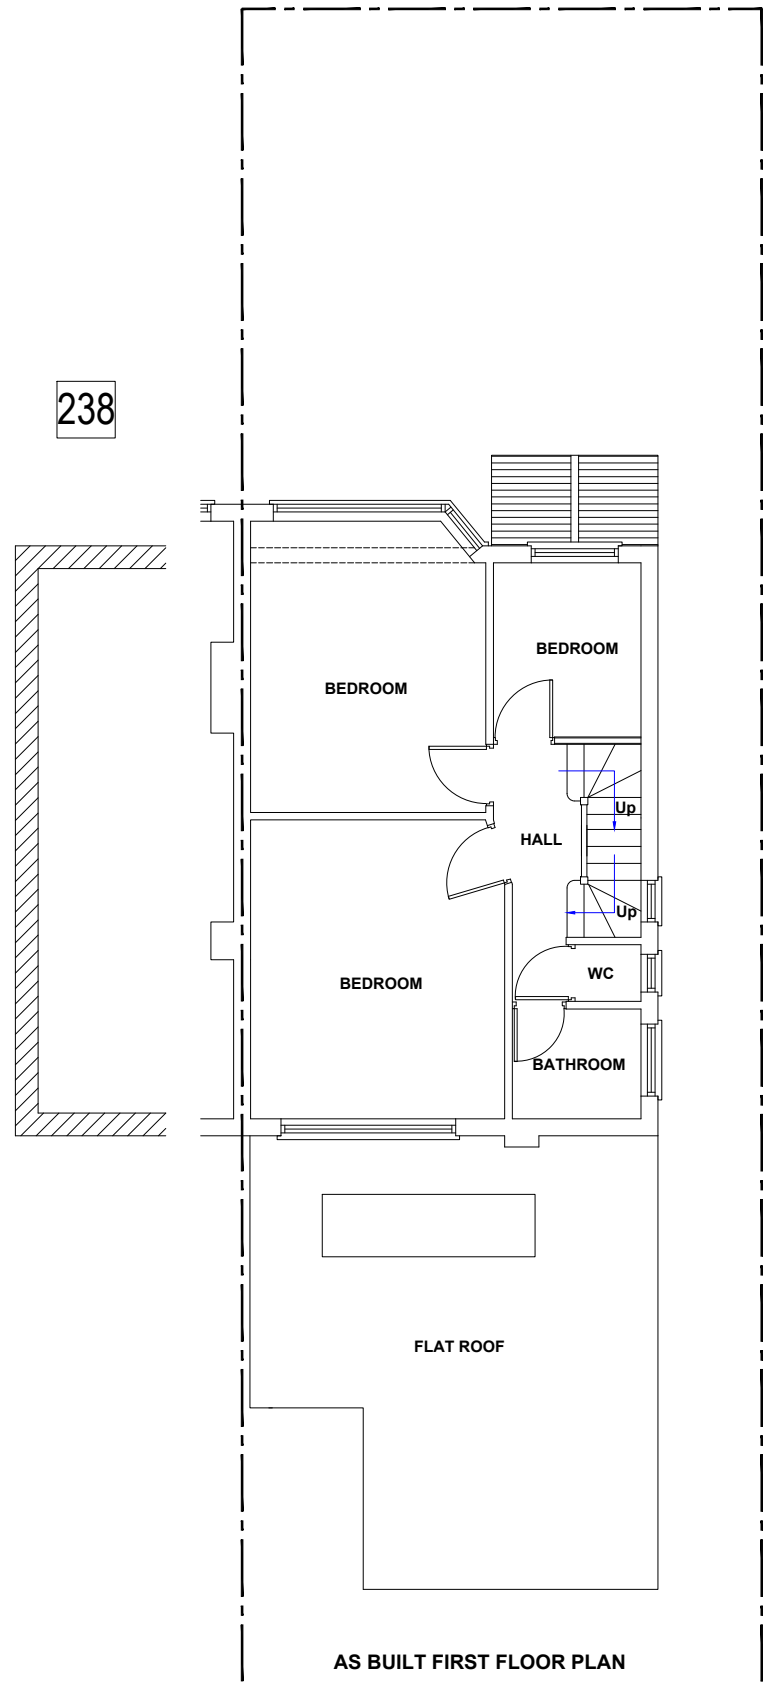 238
BEDROOM
BEDROOM
Up
HALL
Up
WC
BEDROOM
BATHROOM
FLAT ROOF
AS BUILT FIRST FLOOR PLAN